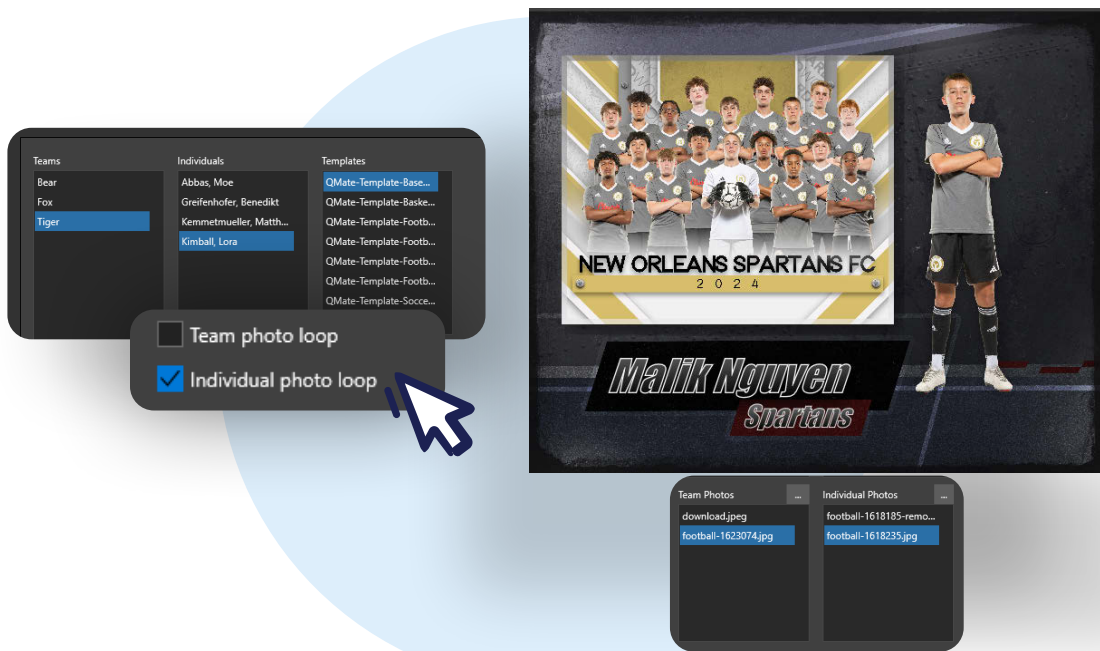 Teams
Individuals
Templates
Bear
Fox
Tiger
Abbas, Moe
Greifenhofer, Benedikt
Kemmetmueller, Matth...
Kimball, Lora
QMate-Template-Base...
QMate-Template-Baske...
QMate-Template-Footb...
QMate-Template-Footb...
QMate-Template-Footb...
QMate-Template-Footb...
QMate-Template-Socce...
Team photo loop
Individual photo loop
NEW ORLEANS SPARTANS FC
2024
Malik Nguyen
Spartans
Team Photos
...
Individual Photos
...
download.jpeg
football-1623074.jpg
football-1618185-remo...
football-1618235.jpg